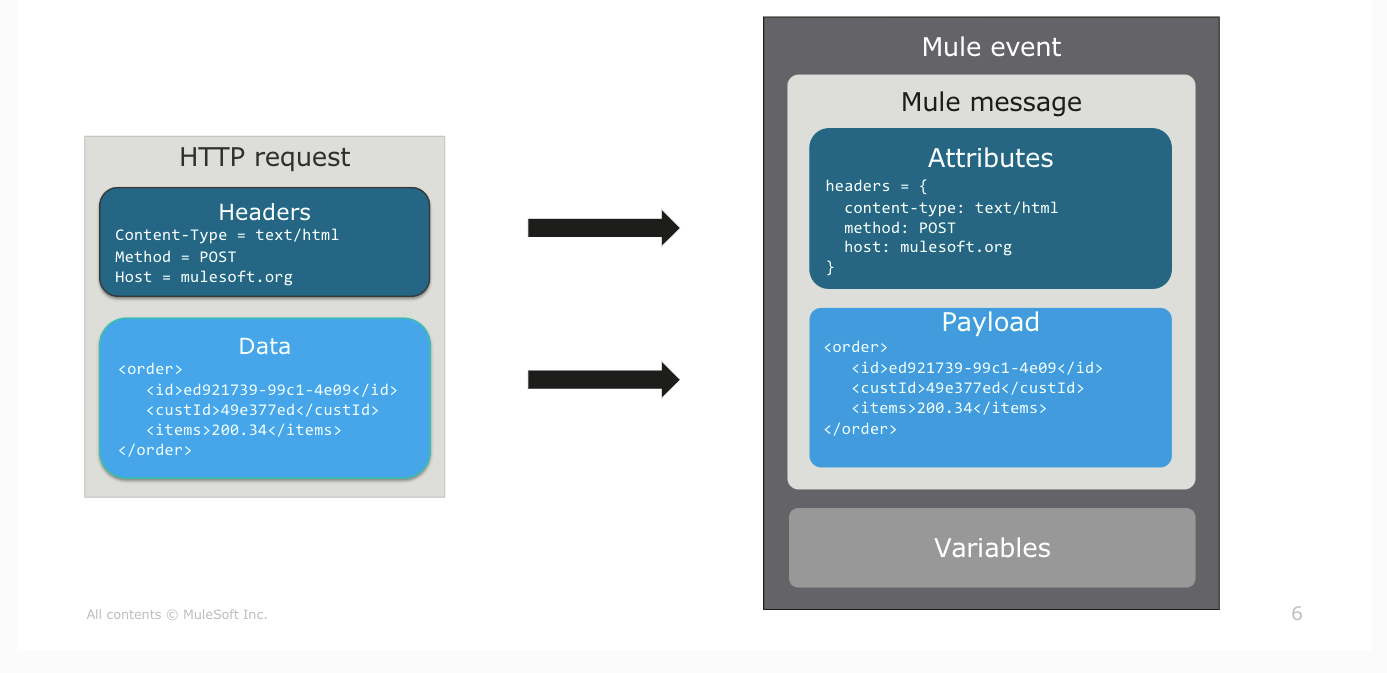 HTTP request
Headers
Content-Type = text/html
Method = POST
Host = mulesoft.org
Data
<order>
   <id>ed921739-99c1-4e09</id>
   <custId>49e377ed</custId>
   <items>200.34</items>
</order>
Mule event
Mule message
Attributes
headers = {
  content-type: text/html
  method: POST
  host: mulesoft.org
}
Payload
<order>
   <id>ed921739-99c1-4e09</id>
   <custId>49e377ed</custId>
   <items>200.34</items>
</order>
Variables
All contents © MuleSoft Inc.
6